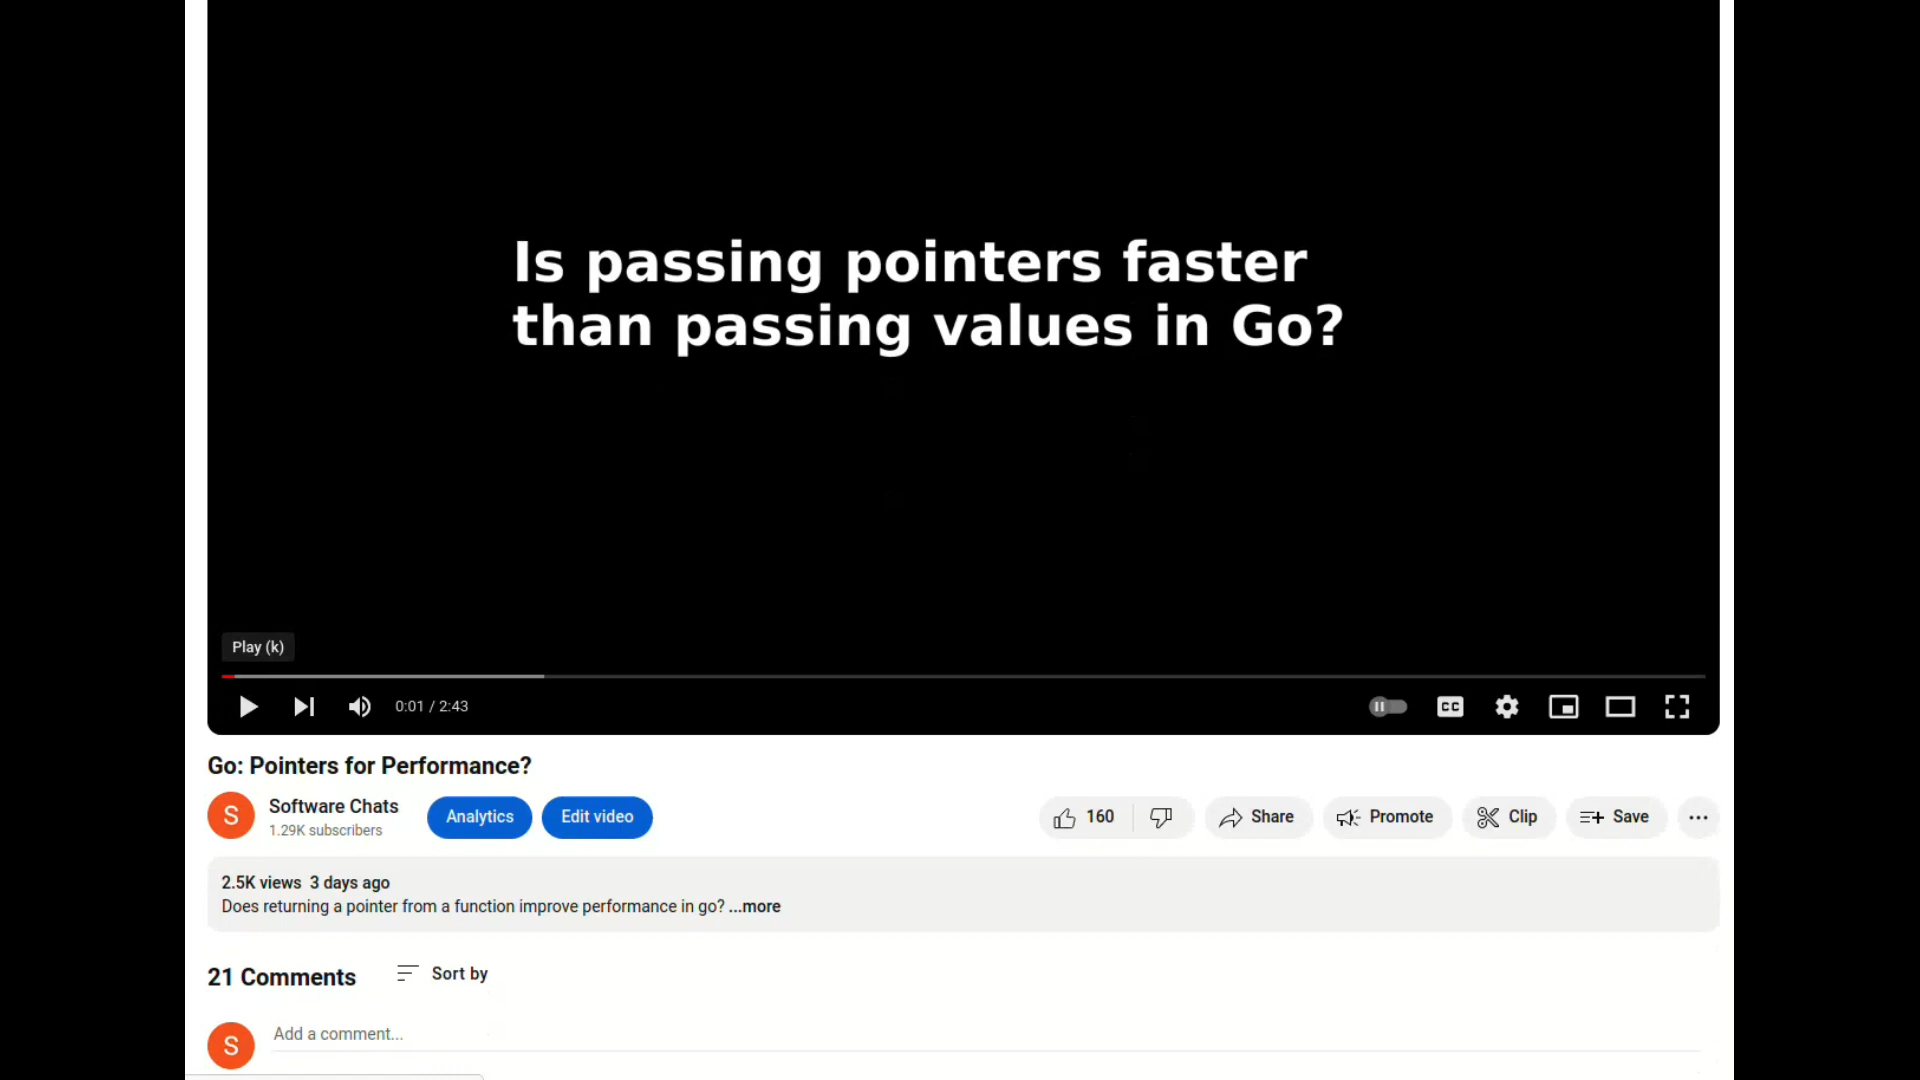 Is passing pointers faster
than passing values in Go?
Play (k)
0:01 / 2:43
CC
Go: Pointers for Performance?
S
Software Chats
1.29K subscribers
Analytics
Edit video
160
Share
Promote
Clip
Save
2.5K views 3 days ago
Does returning a pointer from a function improve performance in go? ...more
21 Comments
Sort by
S
Add a comment...